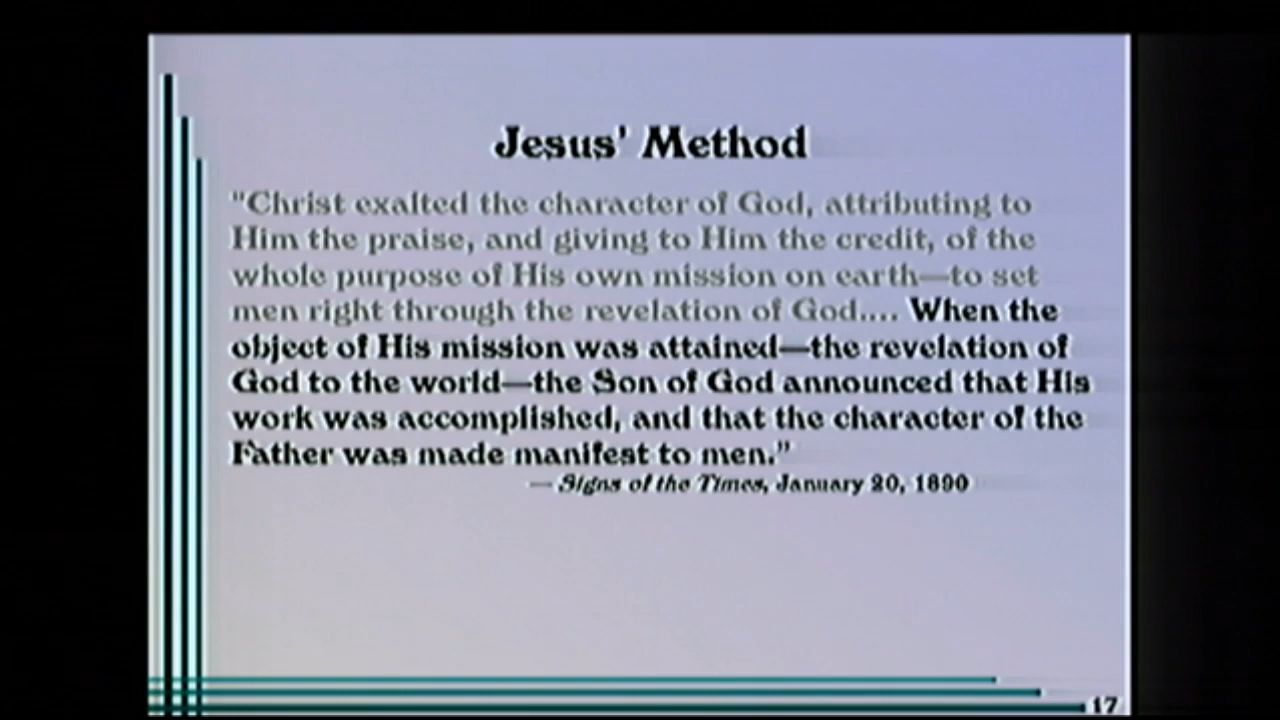 Jesus' Method
"Christ exalted the character of God, attributing to
Him the praise, and giving to Him the credit, of the
whole purpose of His own mission on earth—to set
men right through the revelation of God.... When the
object of His mission was attained—the revelation of
God to the world—the Son of God announced that His
work was accomplished, and that the character of the
Father was made manifest to men."
— Signs of the Times, January 20, 1890
17